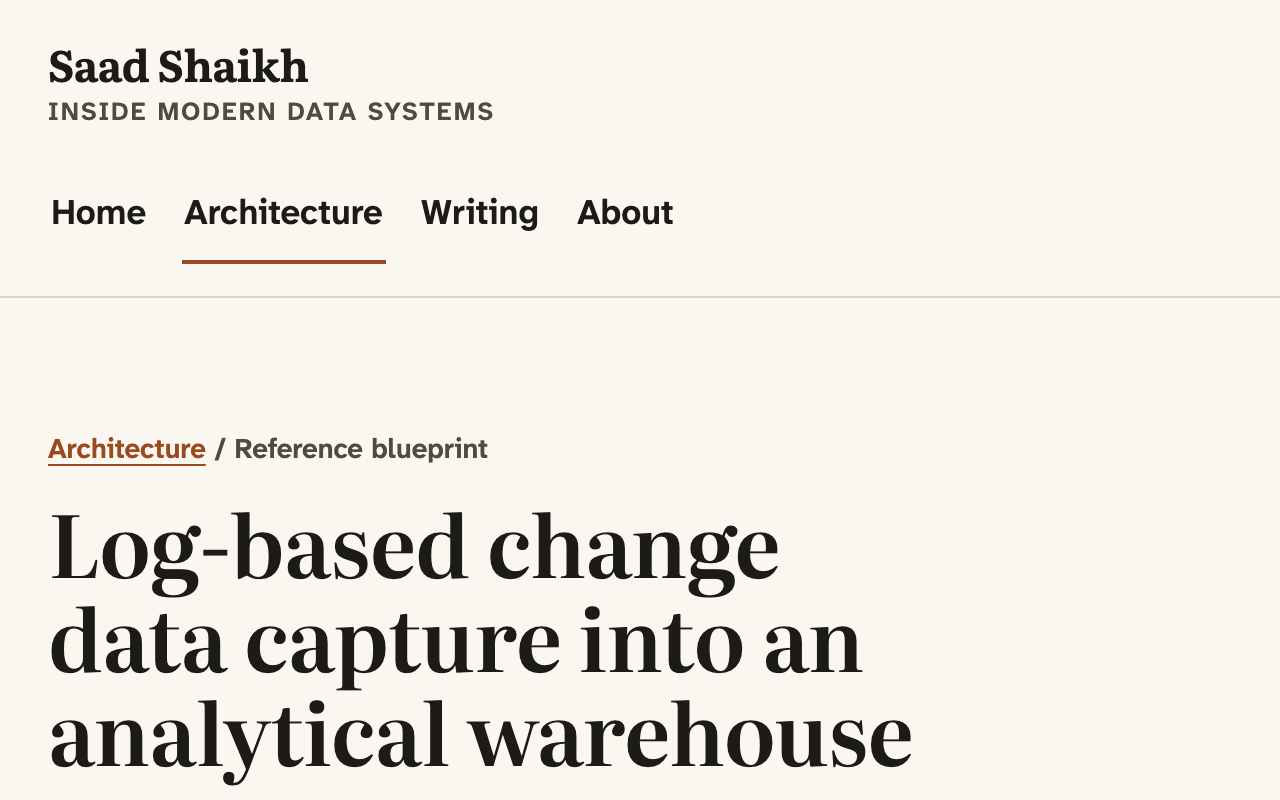 Saad Shaikh
INSIDE MODERN DATA SYSTEMS
Home Architecture Writing About
Architecture / Reference blueprint
Log-based change
data capture into an
analytical warehouse